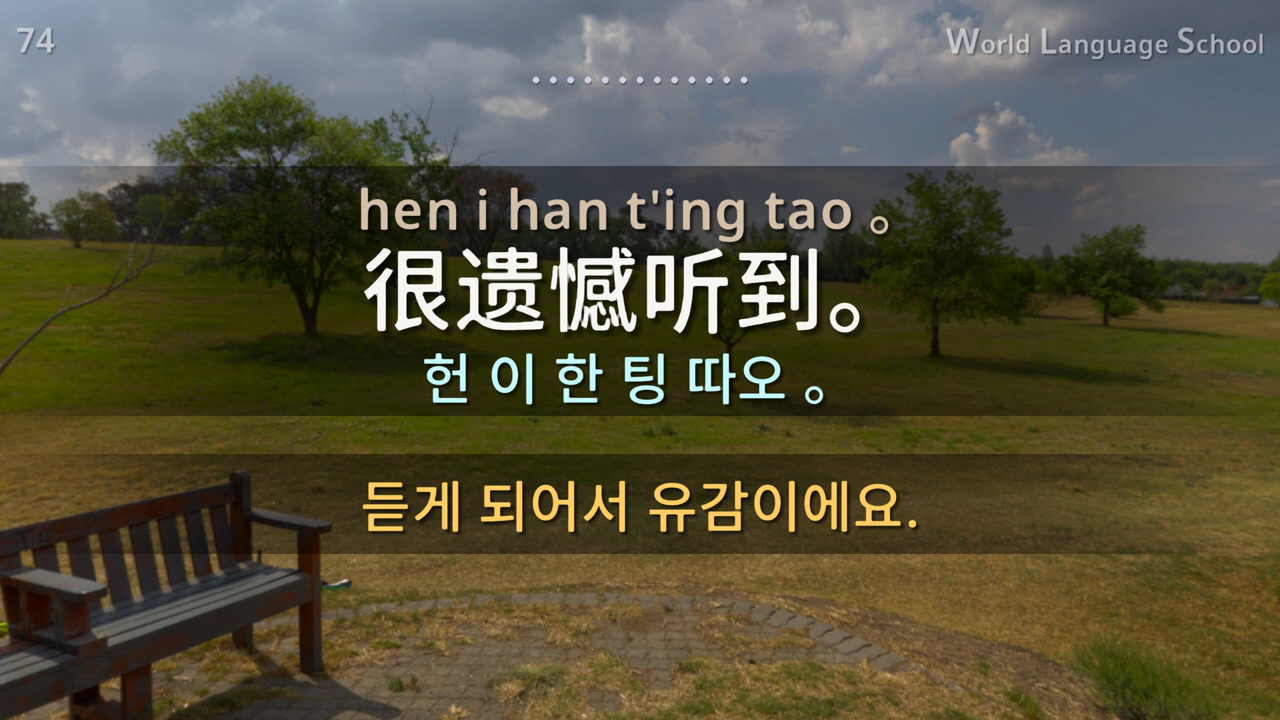 74
World Language School
hen i han t'ing tao 。
很遗憾听到。
헌 이 한 팅 따오 。
듣게 되어서 유감이에요.